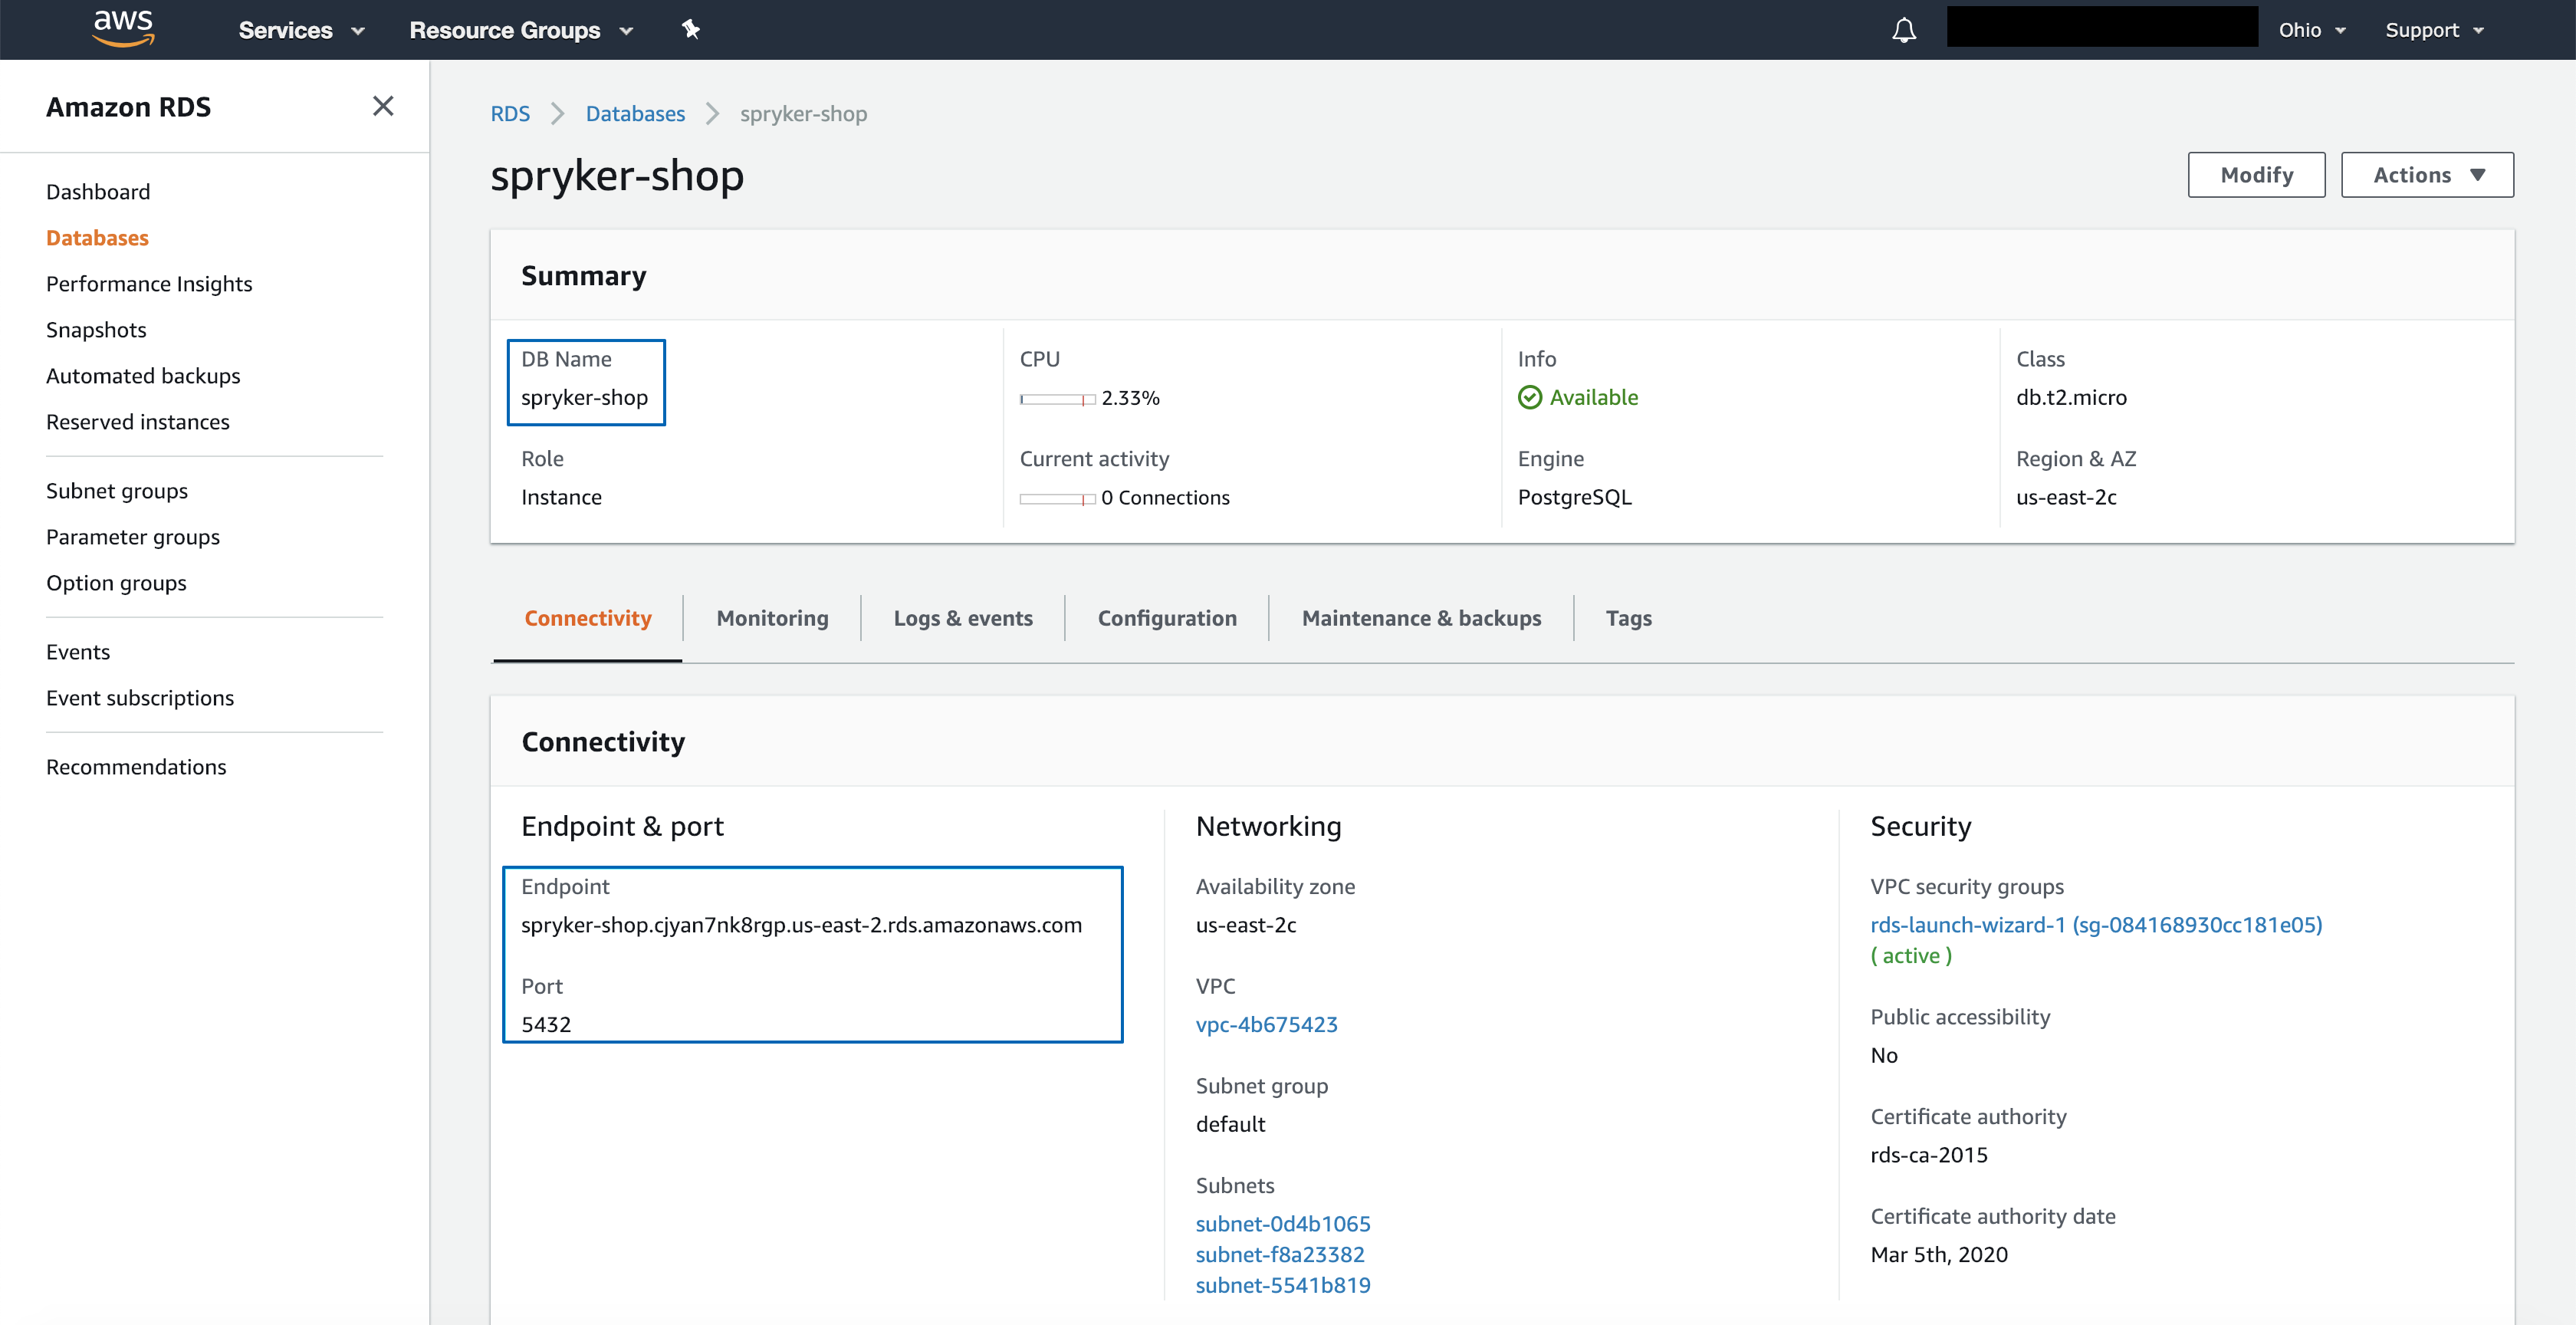 aws
Services
Resource Groups
Ohio
Support
Amazon RDS
Dashboard
Databases
Performance Insights
Snapshots
Automated backups
Reserved instances
Subnet groups
Parameter groups
Option groups
Events
Event subscriptions
Recommendations
RDS
Databases
spryker-shop
spryker-shop
Modify
Actions
Summary
DB Name
spryker-shop
CPU
2.33%
Info
Available
Class
db.t2.micro
Role
Instance
Current activity
0 Connections
Engine
PostgreSQL
Region & AZ
us-east-2c
Connectivity
Monitoring
Logs & events
Configuration
Maintenance & backups
Tags
Connectivity
Endpoint & port
Endpoint
spryker-shop.cjyan7nk8rgp.us-east-2.rds.amazonaws.com
Port
5432
Networking
Availability zone
us-east-2c
VPC
vpc-4b675423
Subnet group
default
Subnets
subnet-0d4b1065
subnet-f8a23382
subnet-5541b819
Security
VPC security groups
rds-launch-wizard-1 (sg-084168930cc181e05)
( active )
Public accessibility
No
Certificate authority
rds-ca-2015
Certificate authority date
Mar 5th, 2020